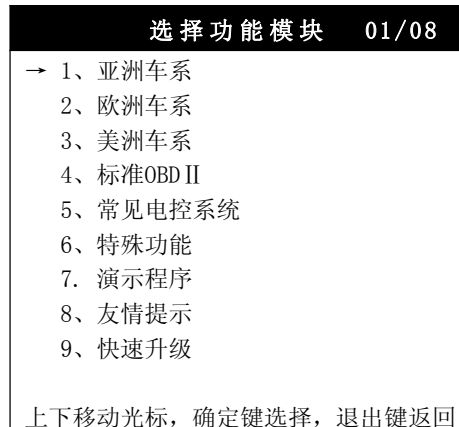 选择功能模块 01/08
→ 1、亚洲车系
2、欧洲车系
3、美洲车系
4、标准OBDⅡ
5、常见电控系统
6、特殊功能
7. 演示程序
8、友情提示
9、快速升级
上下移动光标，确定键选择，退出键返回